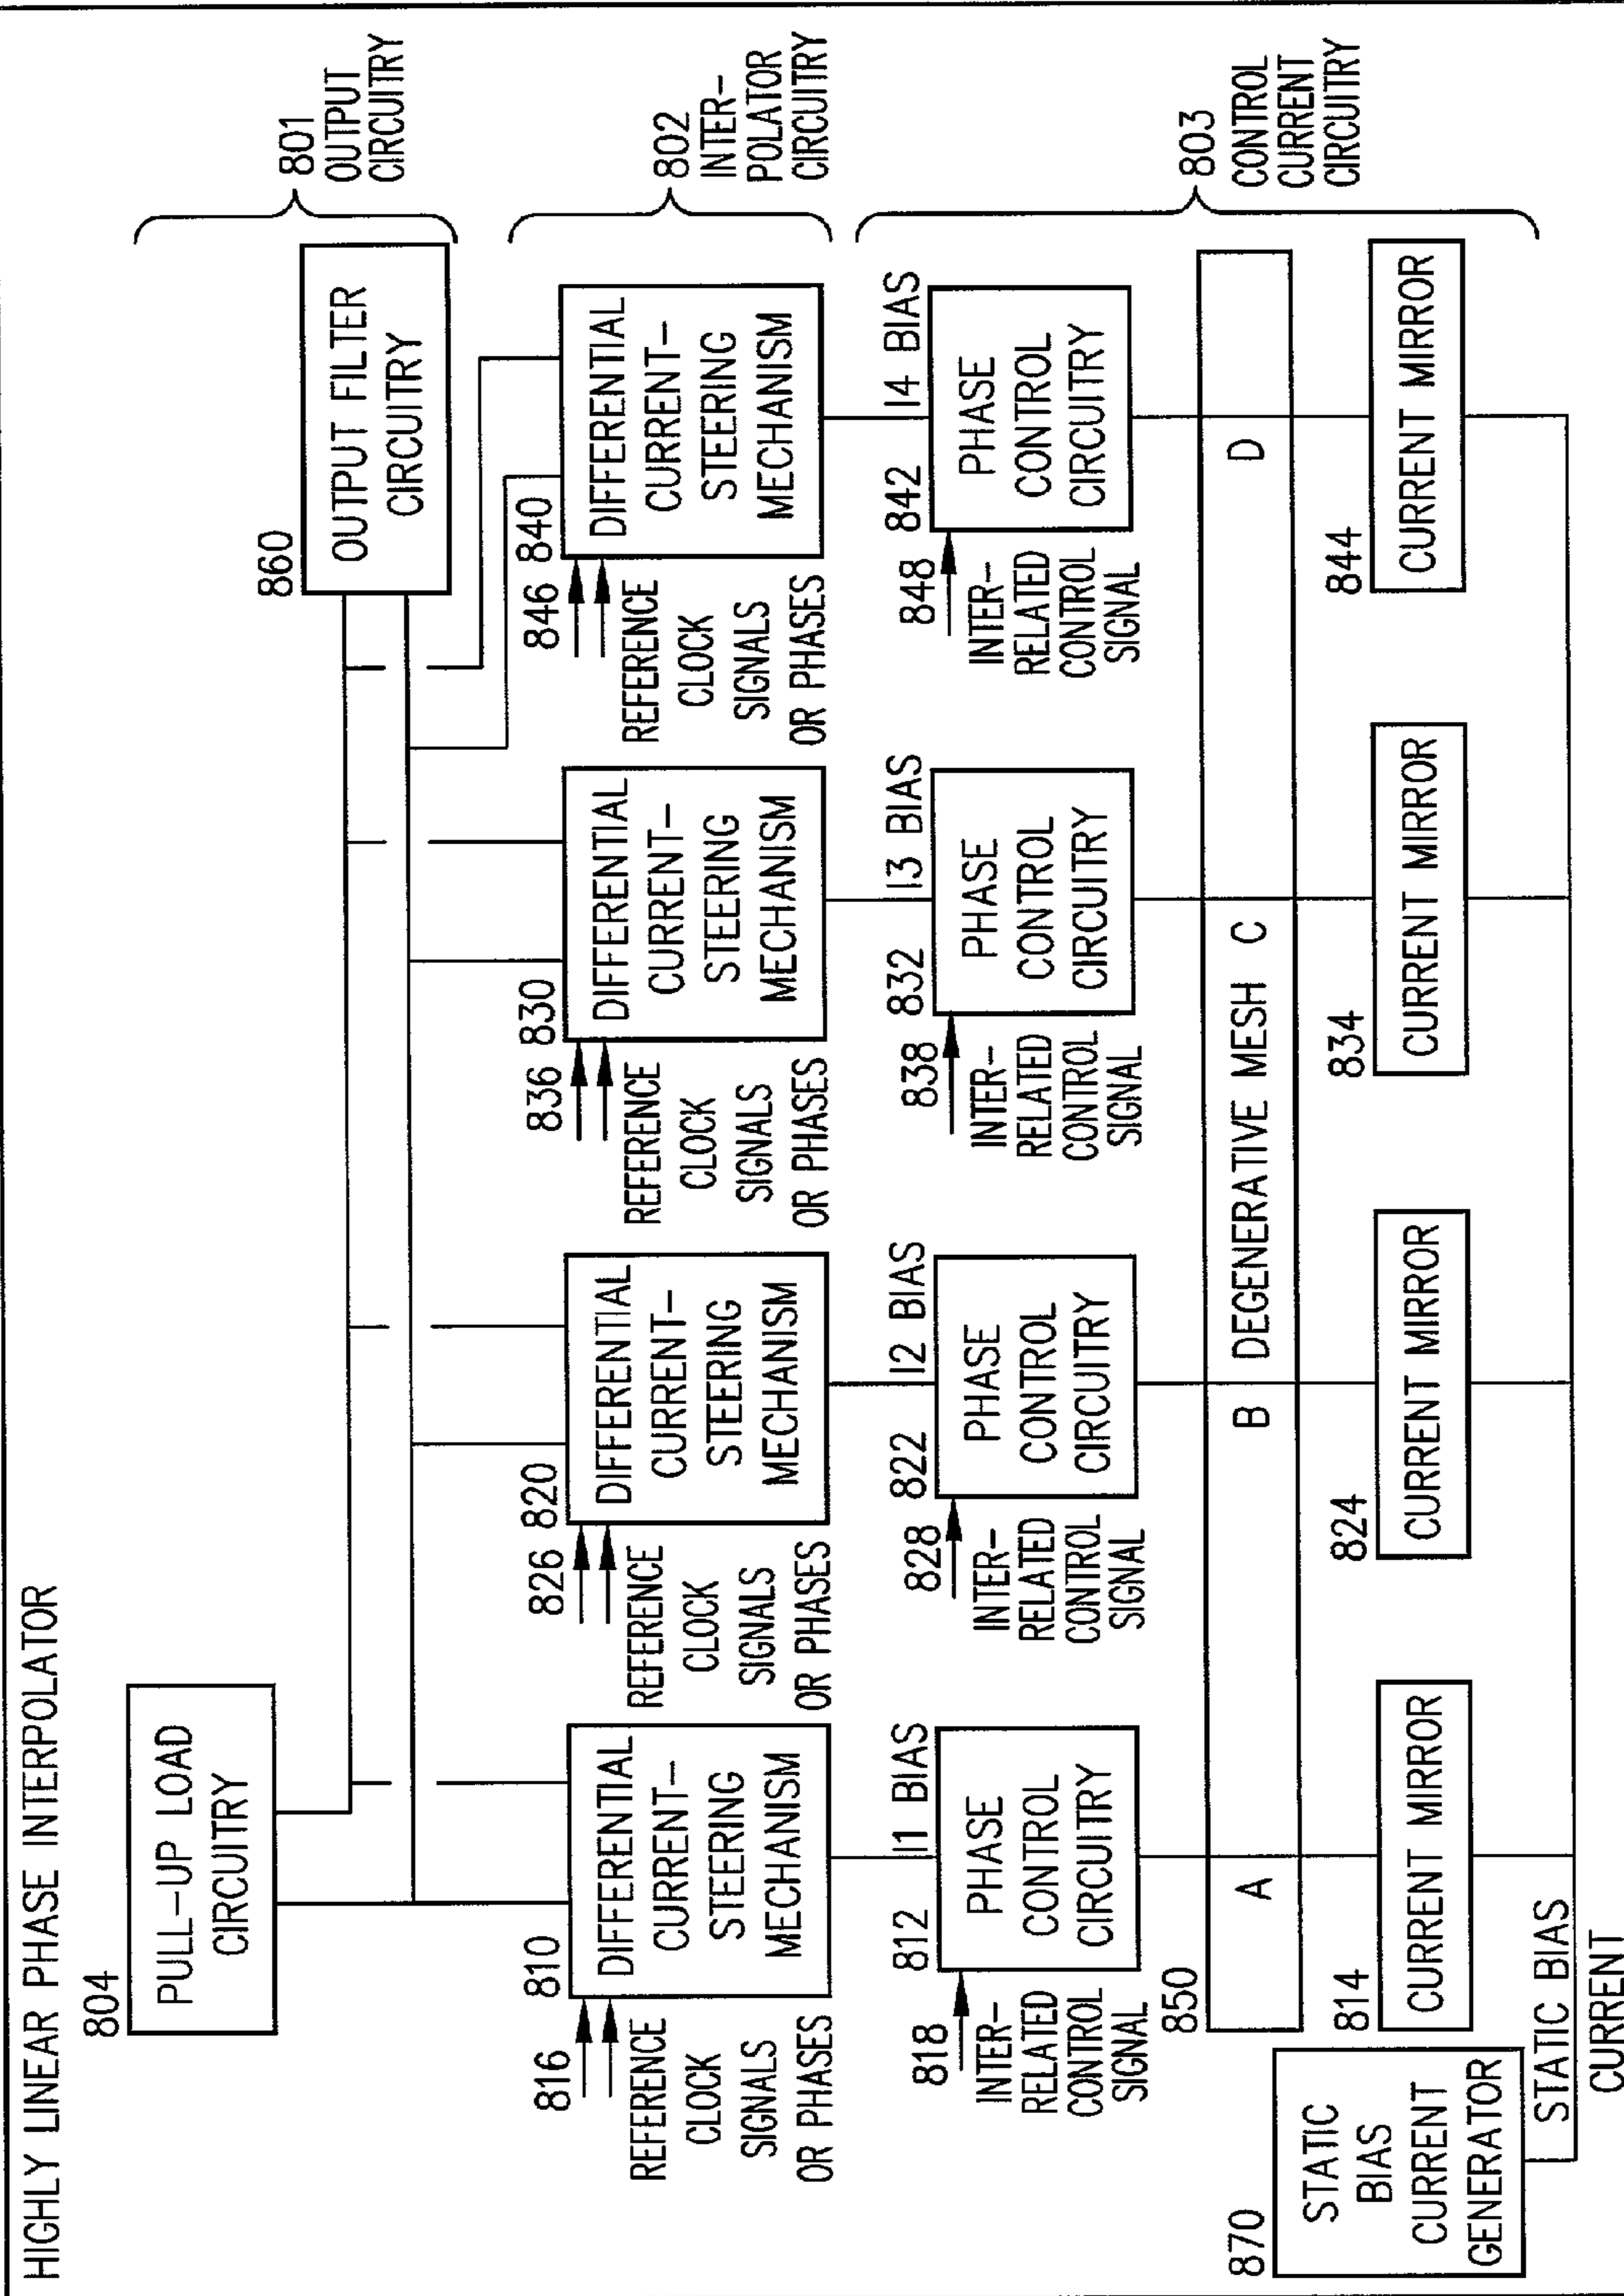 HIGHLY LINEAR PHASE INTERPOLATOR
804
PULL-UP LOAD
CIRCUITRY
860
OUTPUT FILTER
CIRCUITRY
801
OUTPUT
CIRCUITRY
816
810
DIFFERENTIAL
CURRENT-
STEERING
MECHANISM
REFERENCE
CLOCK
SIGNALS
OR PHASES
826
820
DIFFERENTIAL
CURRENT-
STEERING
MECHANISM
REFERENCE
CLOCK
SIGNALS
OR PHASES
836
830
DIFFERENTIAL
CURRENT-
STEERING
MECHANISM
REFERENCE
CLOCK
SIGNALS
OR PHASES
846
840
DIFFERENTIAL
CURRENT-
STEERING
MECHANISM
REFERENCE
CLOCK
SIGNALS
OR PHASES
802
INTER-
POLATOR
CIRCUITRY
I1 BIAS
812
PHASE
CONTROL
CIRCUITRY
818
INTER-
RELATED
CONTROL
SIGNAL
I2 BIAS
822
PHASE
CONTROL
CIRCUITRY
828
INTER-
RELATED
CONTROL
SIGNAL
I3 BIAS
832
PHASE
CONTROL
CIRCUITRY
838
INTER-
RELATED
CONTROL
SIGNAL
I4 BIAS
842
PHASE
CONTROL
CIRCUITRY
848
INTER-
RELATED
CONTROL
SIGNAL
803
CONTROL
CURRENT
CIRCUITRY
850
A B DEGENERATIVE MESH C D
870
STATIC
BIAS
CURRENT
GENERATOR
814
CURRENT MIRROR
824
CURRENT MIRROR
834
CURRENT MIRROR
844
CURRENT MIRROR
STATIC BIAS
CURRENT